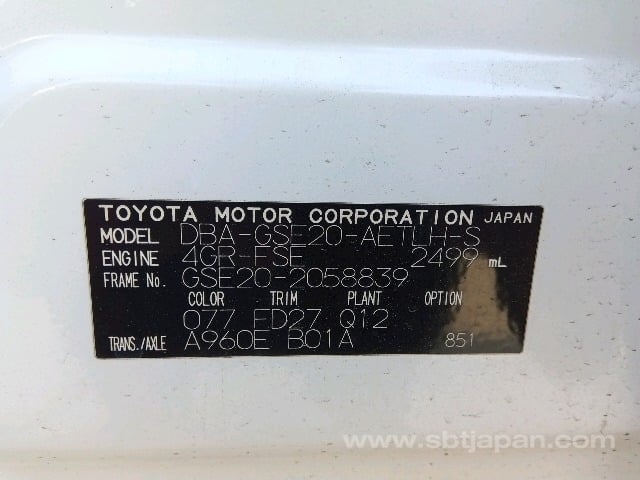 TOYOTA MOTOR CORPORATION JAPAN
MODEL DBA-GSE20-AETLH-S
ENGINE 4GR-FSE 2499 mL
FRAME No. GSE20-2058839
COLOR TRIM PLANT OPTION
077 FD27 Q12
TRANS./AXLE A960E B01A 851
www.sbtjapan.com